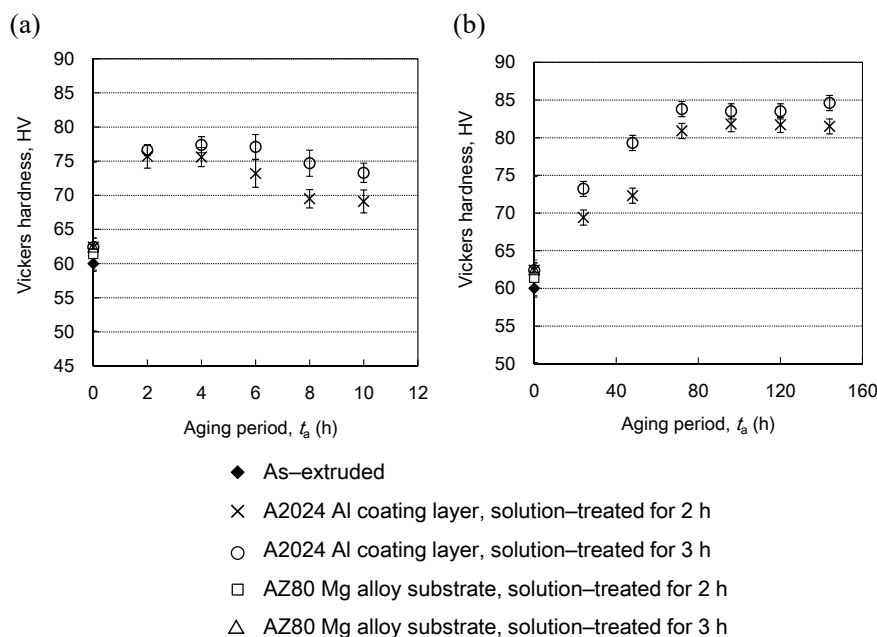 (a)
(b)
Vickers hardness, HV
90
85
80
75
70
65
60
55
50
45
0 2 4 6 8 10 12
Aging period, tₐ (h)
Vickers hardness, HV
90
85
80
75
70
65
60
55
50
0 40 80 120 160
Aging period, tₐ (h)
As–extruded
A2024 Al coating layer, solution–treated for 2 h
A2024 Al coating layer, solution–treated for 3 h
AZ80 Mg alloy substrate, solution–treated for 2 h
AZ80 Mg alloy substrate, solution–treated for 3 h